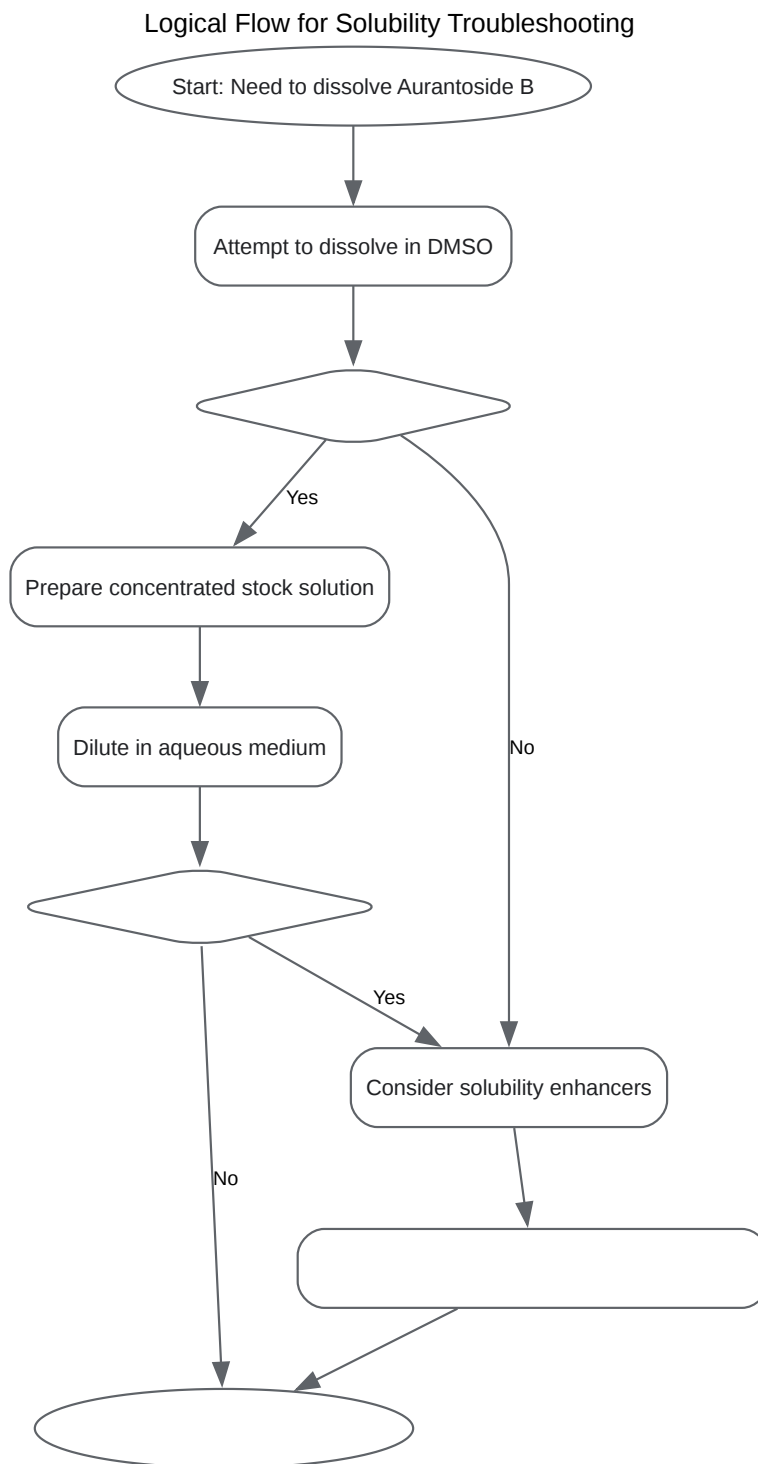 Logical Flow for Solubility Troubleshooting
Start: Need to dissolve Aurantoside B
Attempt to dissolve in DMSO
Yes
Prepare concentrated stock solution
Dilute in aqueous medium
No
Yes
Consider solubility enhancers
No